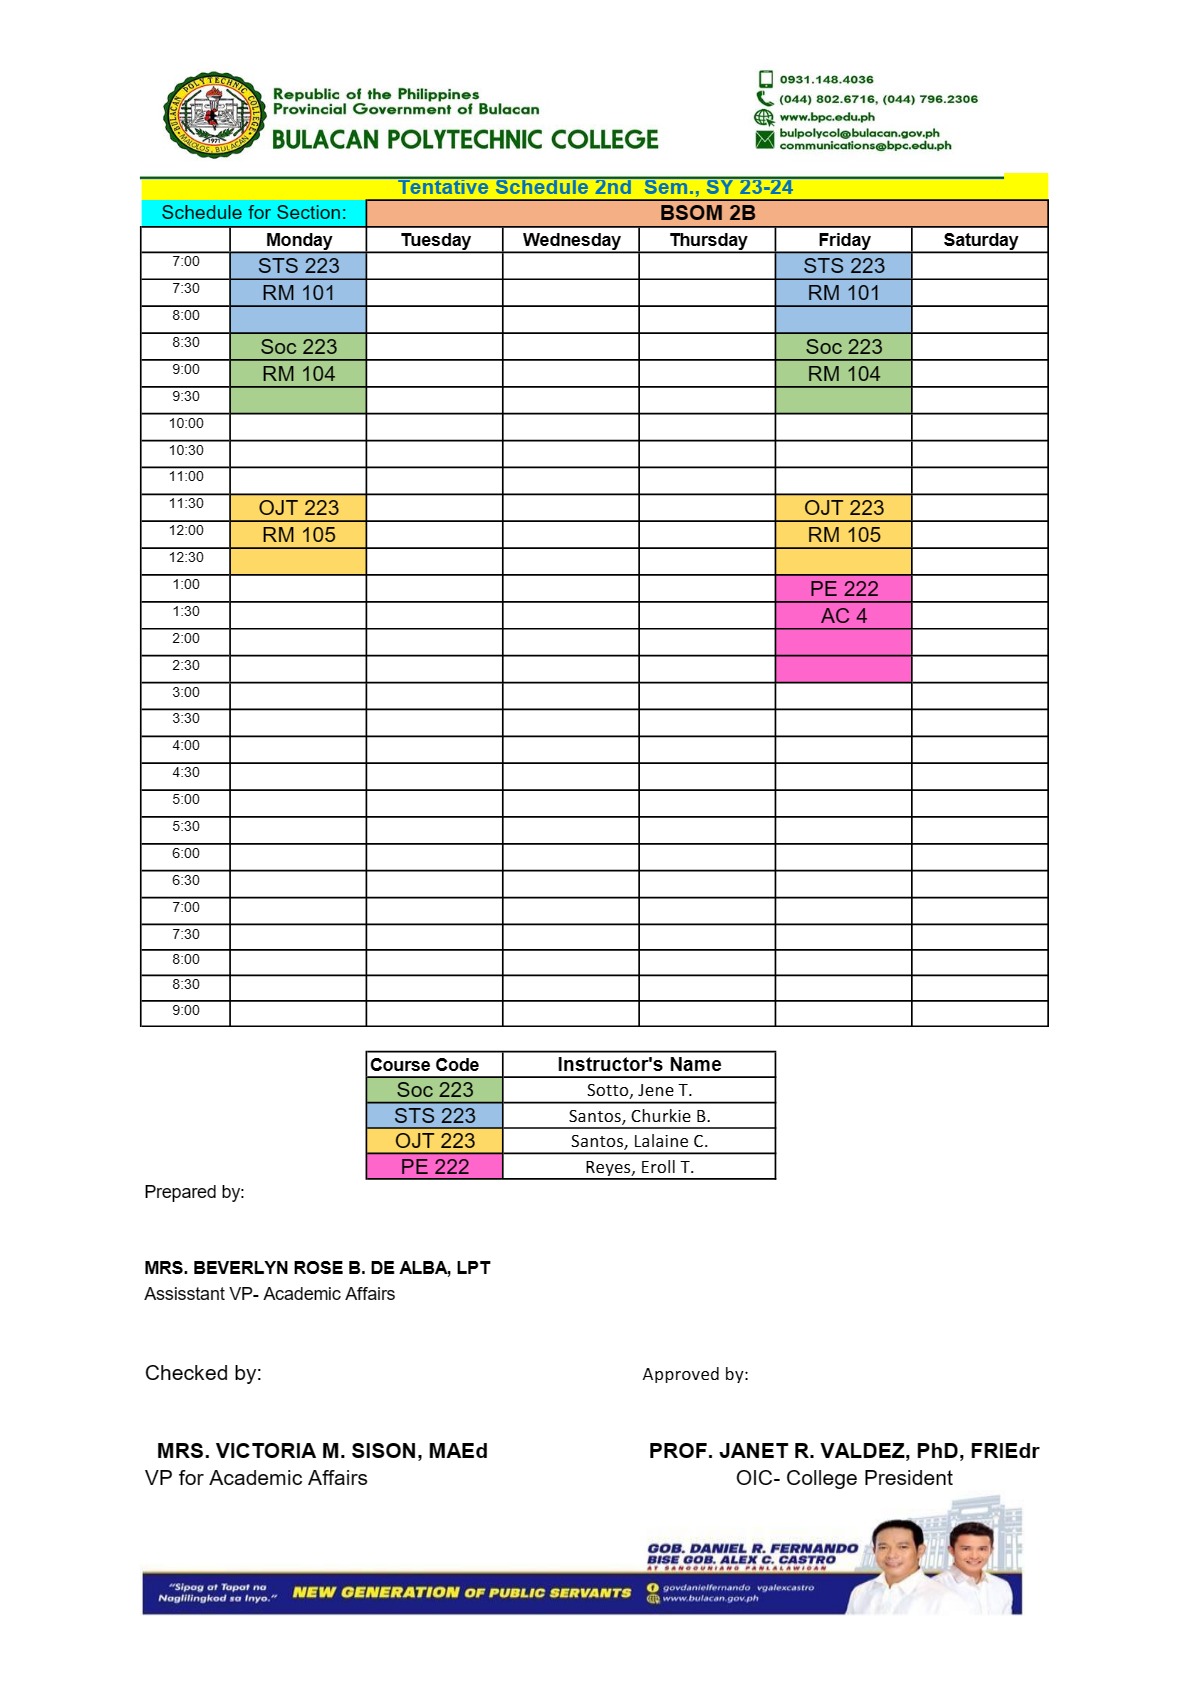 BULACAN POLYTECHNIC COLLEGE
MALOLOS, BULACAN
1971
Republic of the Philippines
Provincial Government of Bulacan
BULACAN POLYTECHNIC COLLEGE
0931.148.4036
(044) 802.6716, (044) 796.2306
www.bpc.edu.ph
bulpolycol@bulacan.gov.ph
communications@bpc.edu.ph
Tentative Schedule 2nd Sem., SY 23-24
Schedule for Section: BSOM 2B
Monday Tuesday Wednesday Thursday Friday Saturday
7:00 STS 223 STS 223
7:30 RM 101 RM 101
8:00
8:30 Soc 223 Soc 223
9:00 RM 104 RM 104
9:30
10:00
10:30
11:00
11:30 OJT 223 OJT 223
12:00 RM 105 RM 105
12:30
1:00 PE 222
1:30 AC 4
2:00
2:30
3:00
3:30
4:00
4:30
5:00
5:30
6:00
6:30
7:00
7:30
8:00
8:30
9:00
Course Code Instructor's Name
Soc 223 Sotto, Jene T.
STS 223 Santos, Churkie B.
OJT 223 Santos, Lalaine C.
PE 222 Reyes, Eroll T.
Prepared by:
MRS. BEVERLYN ROSE B. DE ALBA, LPT
Assisstant VP- Academic Affairs
Checked by: Approved by:
MRS. VICTORIA M. SISON, MAEd PROF. JANET R. VALDEZ, PhD, FRIEdr
VP for Academic Affairs OIC- College President
GOB. DANIEL R. FERNANDO
BISE GOB. ALEX C. CASTRO
AT SANGGUNIANG PANLALAWIGAN
"Sipag at Tapat na
Naglilingkod sa Inyo."
NEW GENERATION OF PUBLIC SERVANTS
govdanielfernando vgalexcastro
www.bulacan.gov.ph